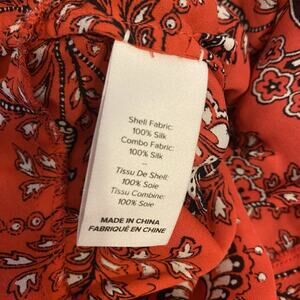 Shell Fabric:
100% Silk
Combo Fabric:
100% Silk
--
Tissu De Shell:
100% Soie
Tissu Combine:
100% Soie
MADE IN CHINA
FABRIQUÉ EN CHINE